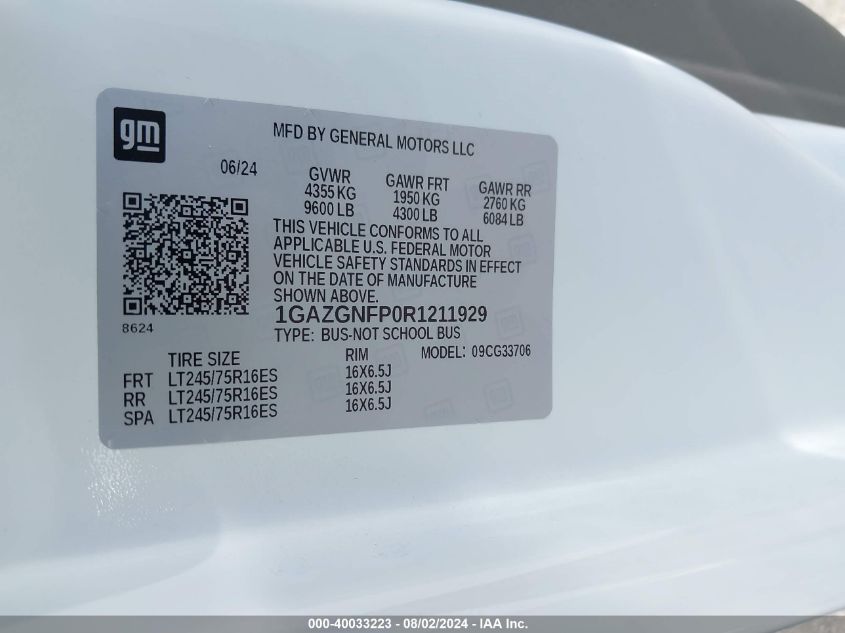 gm
MFD BY GENERAL MOTORS LLC
06/24
GVWR GAWR FRT GAWR RR
4355 KG 1950 KG 2760 KG
9600 LB 4300 LB 6084 LB
THIS VEHICLE CONFORMS TO ALL
APPLICABLE U.S. FEDERAL MOTOR
VEHICLE SAFETY STANDARDS IN EFFECT
ON THE DATE OF MANUFACTURE
SHOWN ABOVE.
1GAZGNFP0R1211929
8624
TYPE: BUS-NOT SCHOOL BUS
TIRE SIZE RIM MODEL: 09CG33706
FRT LT245/75R16ES 16X6.5J
RR LT245/75R16ES 16X6.5J
SPA LT245/75R16ES 16X6.5J
000-40033223 - 08/02/2024 - IAA Inc.